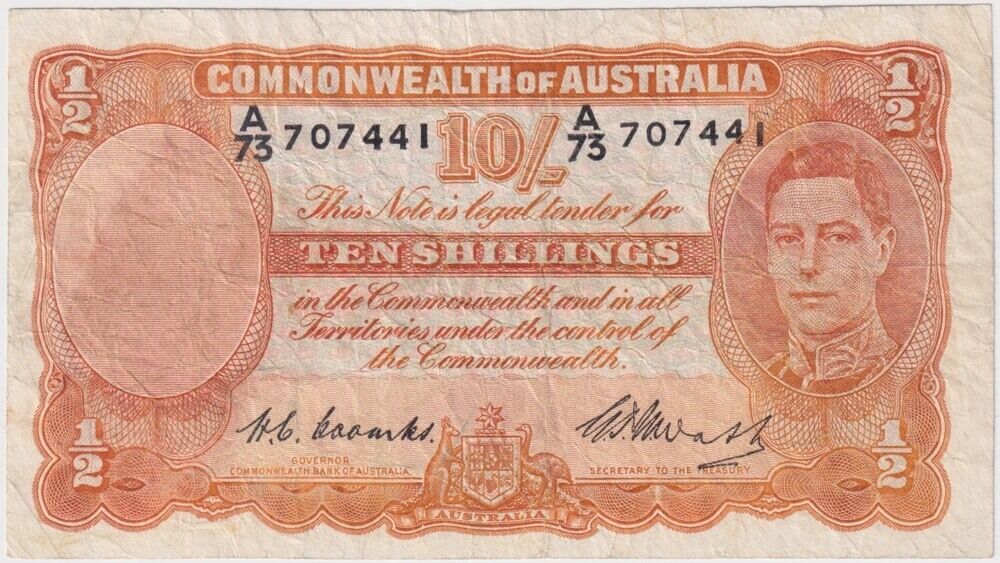 1/2 COMMONWEALTH OF AUSTRALIA 1/2
A/73 707441 10/- A/73 707441
This Note is legal tender for
TEN SHILLINGS
in the Commonwealth and in all
Territories under the control of
the Commonwealth.
H.C. Coombs.
GOVERNOR
COMMONWEALTH BANK OF AUSTRALIA
SECRETARY TO THE TREASURY
1/2 AUSTRALIA 1/2